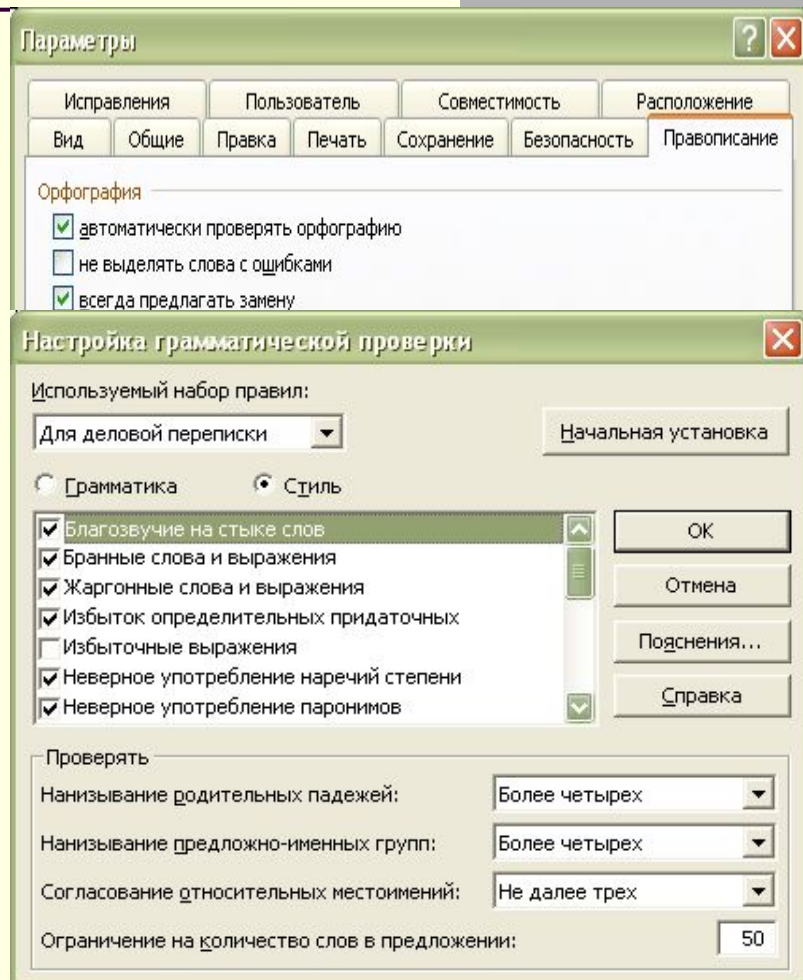 Параметры
Исправления Пользователь Совместимость Расположение
Вид Общие Правка Печать Сохранение Безопасность Правописание
Орфография
автоматически проверять орфографию
не выделять слова с ошибками
всегда предлагать замену
Настройка грамматической проверки
Используемый набор правил:
Для деловой переписки Начальная установка
Грамматика Стиль
Благозвучие на стыке слов ОК
Бранные слова и выражения
Жаргонные слова и выражения Отмена
Избыток определительных придаточных
Избыточные выражения Пояснения...
Неверное употребление наречий степени
Неверное употребление паронимов Справка
Проверять
Нанизывание родительных падежей: Более четырех
Нанизывание предложно-именных групп: Более четырех
Согласование относительных местоимений: Не далее трех
Ограничение на количество слов в предложении: 50